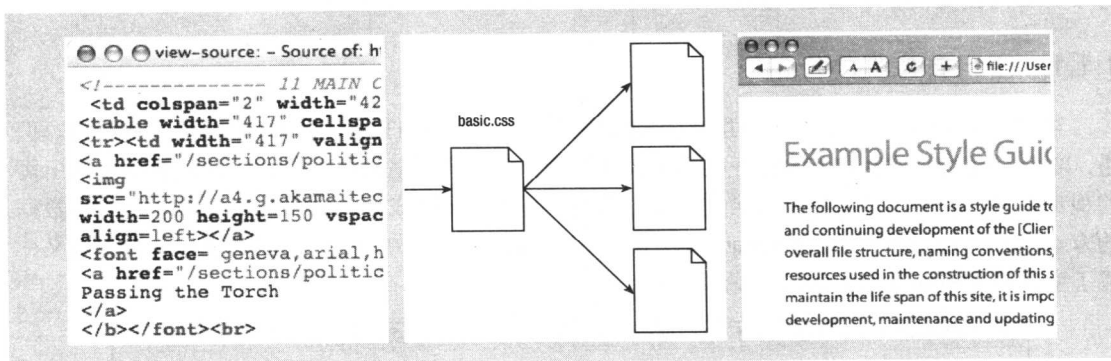 view-source: - Source of: h
<!-------------- 11 MAIN C
<td colspan="2" width="42
<table width="417" cellspa
<tr><td width="417" valign
<a href="/sections/politic
<img
src="http://a4.g.akamaitec
width=200 height=150 vspac
align=left></a>
<font face= geneva,arial,h
<a href="/sections/politic
Passing the Torch
</a>
</b></font><br>
basic.css
A A C + file:///User
Example Style Guid
The following document is a style guide to
and continuing development of the [Clien
overall file structure, naming conventions,
resources used in the construction of this s
maintain the life span of this site, it is impo
development, maintenance and updating